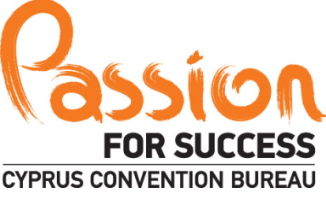 Passion
FOR SUCCESS
CYPRUS CONVENTION BUREAU